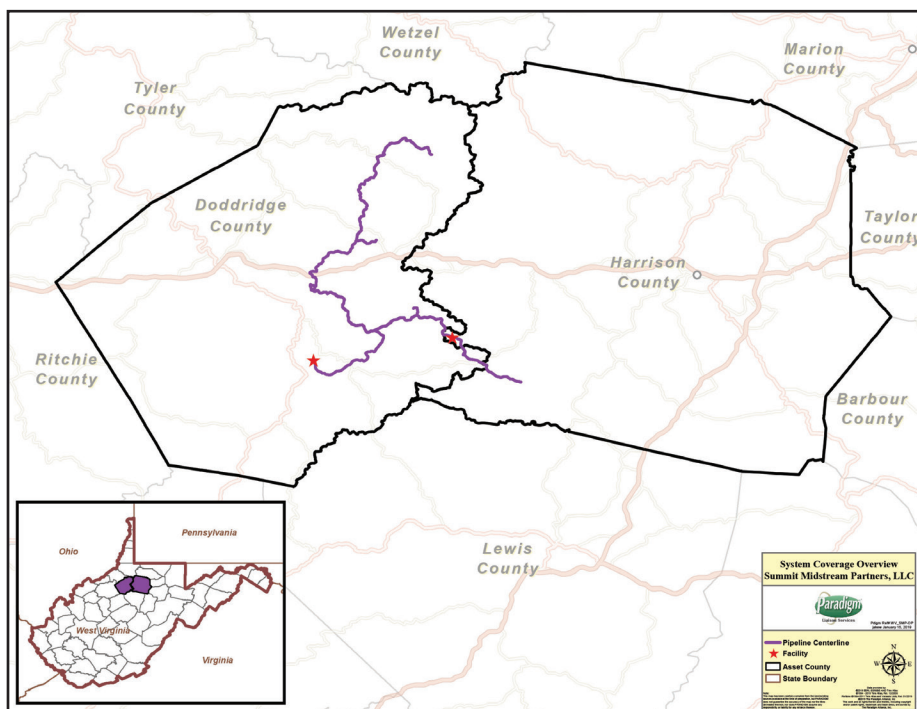 Wetzel
County
Marion
County
Tyler
County
Doddridge
County
Taylor
County
Harrison
County
Ritchie
County
Barbour
County
Lewis
County
Ohio
Pennsylvania
West Virginia
Virginia
System Coverage Overview
Summit Midstream Partners, LLC
Paradigm
Liaison Services
Pipeline Centerline
Facility
Asset County
State Boundary
N
W
E
S